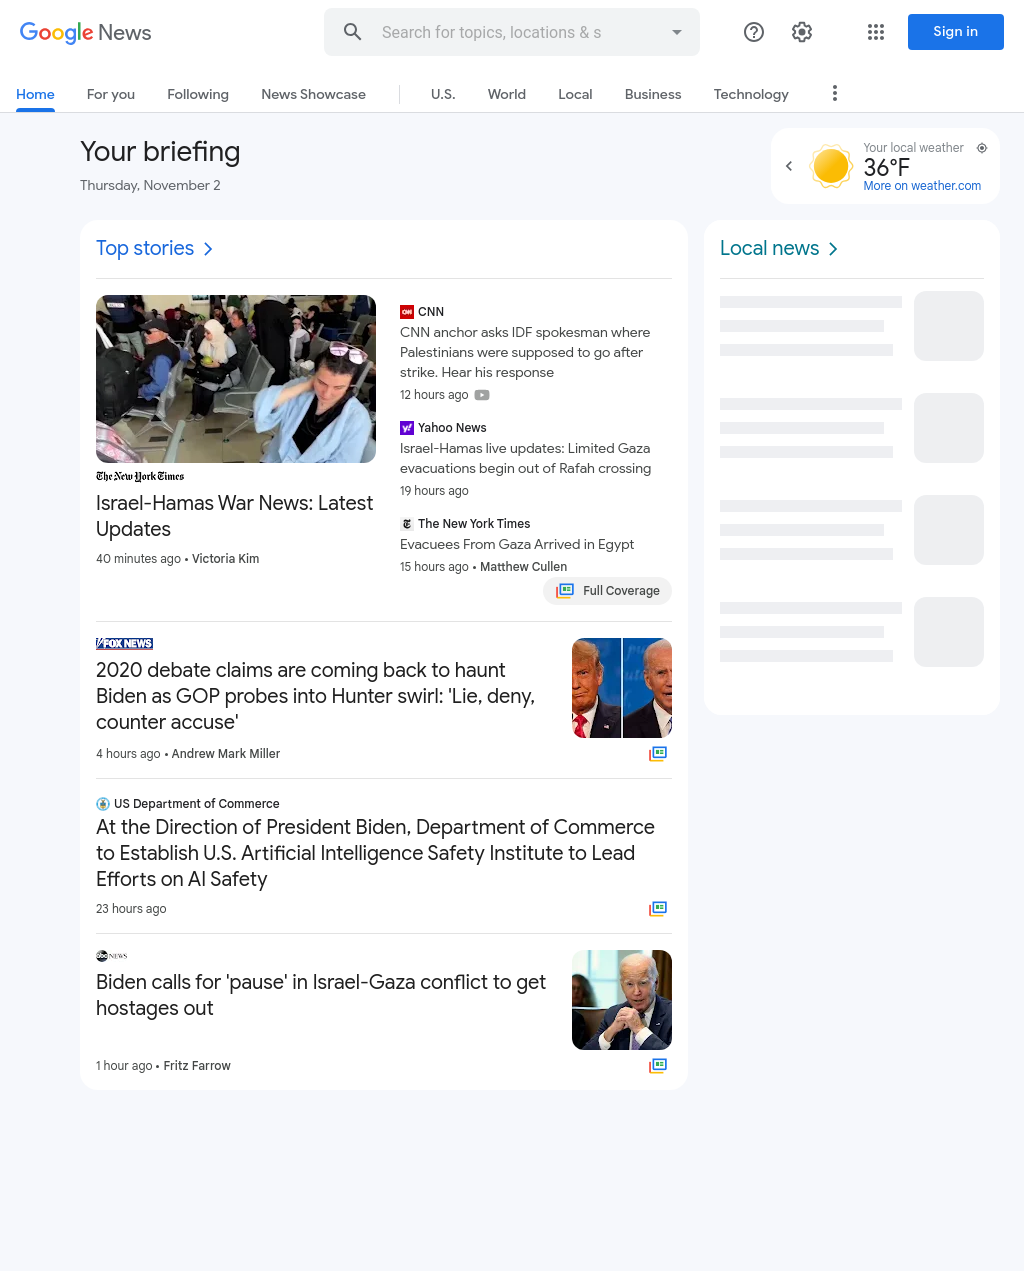 Google News
Search for topics, locations & s
Sign in
Home
For you
Following
News Showcase
U.S.
World
Local
Business
Technology
Your briefing
Thursday, November 2
Your local weather
36°F
More on weather.com
Top stories
The New York Times
Israel-Hamas War News: Latest
Updates
40 minutes ago • Victoria Kim
CNN
CNN
CNN anchor asks IDF spokesman where
Palestinians were supposed to go after
strike. Hear his response
12 hours ago
y!
Yahoo News
Israel-Hamas live updates: Limited Gaza
evacuations begin out of Rafah crossing
19 hours ago
The New York Times
Evacuees From Gaza Arrived in Egypt
15 hours ago • Matthew Cullen
Full Coverage
FOX NEWS
2020 debate claims are coming back to haunt
Biden as GOP probes into Hunter swirl: 'Lie, deny,
counter accuse'
4 hours ago • Andrew Mark Miller
US Department of Commerce
At the Direction of President Biden, Department of Commerce
to Establish U.S. Artificial Intelligence Safety Institute to Lead
Efforts on AI Safety
23 hours ago
abc NEWS
Biden calls for 'pause' in Israel-Gaza conflict to get
hostages out
1 hour ago • Fritz Farrow
Local news